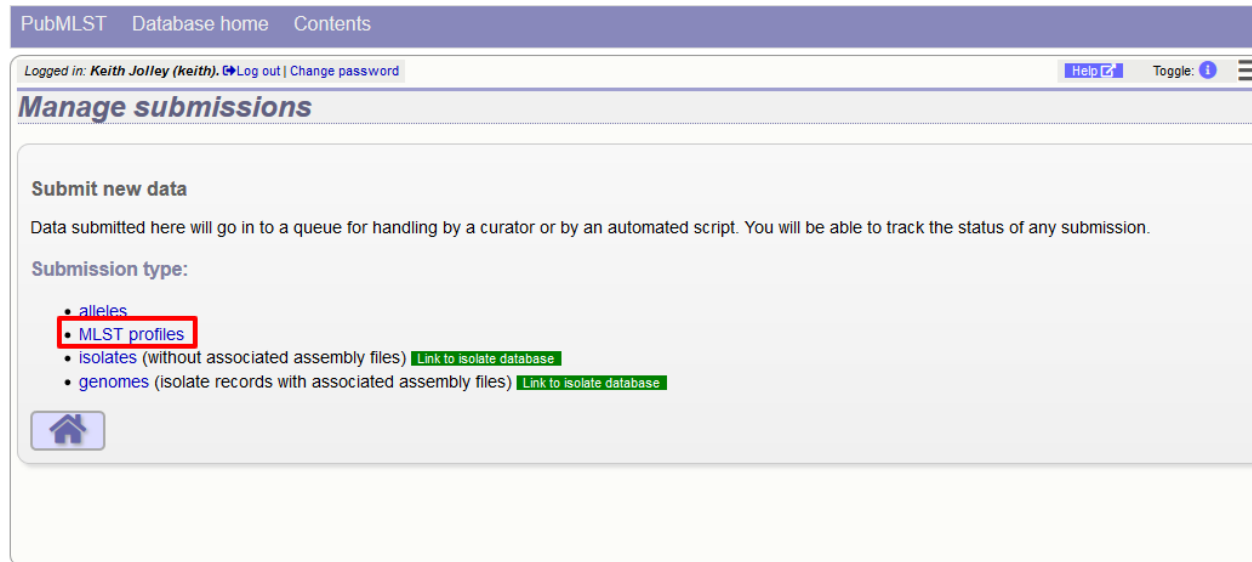 PubMLST Database home Contents
Logged in: Keith Jolley (keith). Log out | Change password Help Toggle: i
Manage submissions
Submit new data
Data submitted here will go in to a queue for handling by a curator or by an automated script. You will be able to track the status of any submission.
Submission type:
• alleles
• MLST profiles
• isolates (without associated assembly files) Link to isolate database
• genomes (isolate records with associated assembly files) Link to isolate database